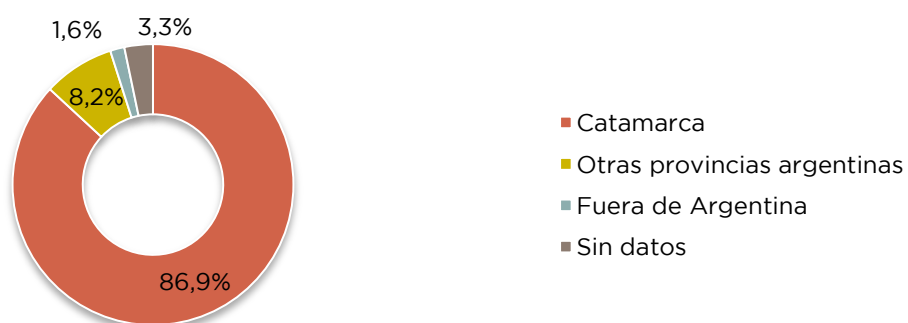 1,6%
3,3%
8,2%
86,9%
Catamarca
Otras provincias argentinas
Fuera de Argentina
Sin datos